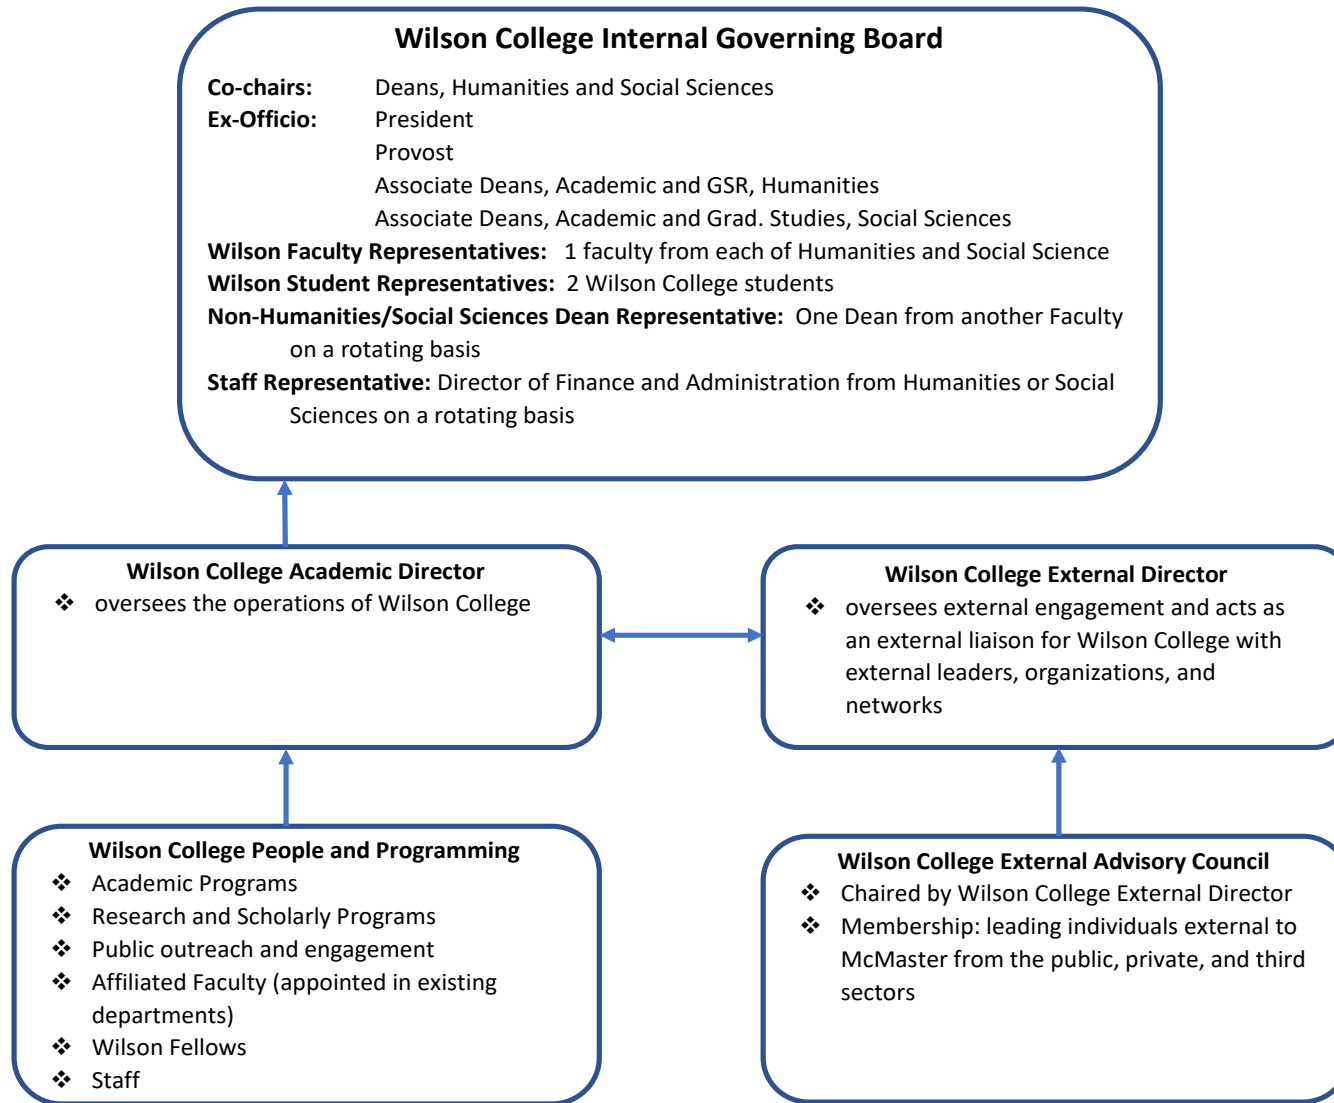 Wilson College Internal Governing Board
Co-chairs: Deans, Humanities and Social Sciences
Ex-Officio: President
Provost
Associate Deans, Academic and GSR, Humanities
Associate Deans, Academic and Grad. Studies, Social Sciences
Wilson Faculty Representatives: 1 faculty from each of Humanities and Social Science
Wilson Student Representatives: 2 Wilson College students
Non-Humanities/Social Sciences Dean Representative: One Dean from another Faculty
on a rotating basis
Staff Representative: Director of Finance and Administration from Humanities or Social
Sciences on a rotating basis
Wilson College Academic Director
❖ oversees the operations of Wilson College
Wilson College External Director
❖ oversees external engagement and acts as
an external liaison for Wilson College with
external leaders, organizations, and
networks
Wilson College People and Programming
❖ Academic Programs
❖ Research and Scholarly Programs
❖ Public outreach and engagement
❖ Affiliated Faculty (appointed in existing
departments)
❖ Wilson Fellows
❖ Staff
Wilson College External Advisory Council
❖ Chaired by Wilson College External Director
❖ Membership: leading individuals external to
McMaster from the public, private, and third
sectors